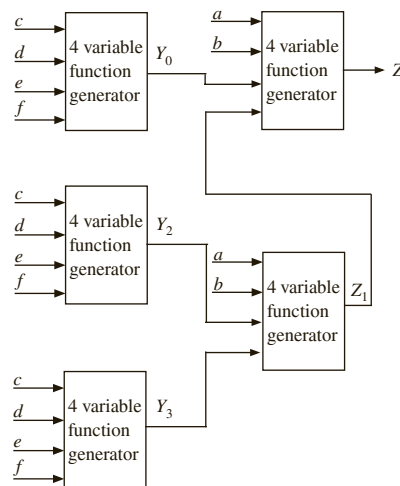 c
d
e
f
4 variable
function
generator
Y0
a
b
4 variable
function
generator
Z
c
d
e
f
4 variable
function
generator
Y2
a
b
4 variable
function
generator
Z1
c
d
e
f
4 variable
function
generator
Y3